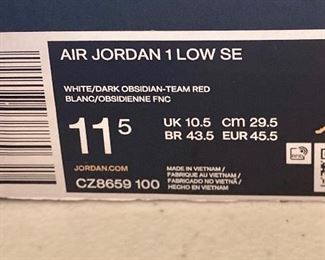 AIR JORDAN 1 LOW SE
WHITE/DARK OBSIDIAN-TEAM RED
BLANC/OBSIDIENNE FNC
11.5 UK 10.5 cm 29.5
BR 43.5 EUR 45.5
JORDAN.COM
CZ8659 100
MADE IN VIETNAM /
FABRIQUÉ AU VIETNAM /
FABRICADO NO VIETNÃ /
HECHO EN VIETNAM